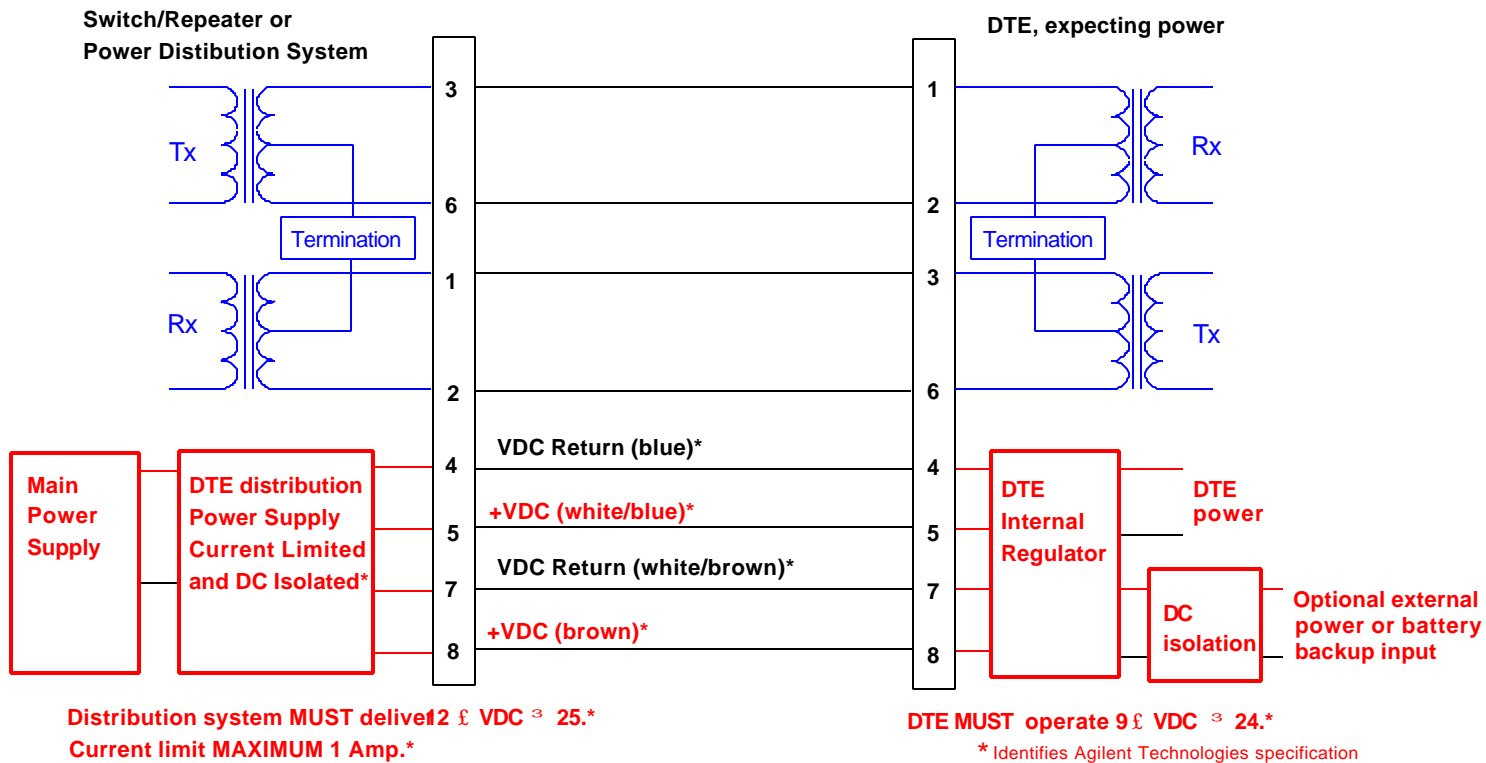 Switch/Repeater or
Power Distibution System
DTE, expecting power
3
1
Tx
Rx
6
2
Termination
Termination
1
3
Rx
Tx
2
6
VDC Return (blue)*
4
4
Main
Power
Supply
DTE distribution
Power Supply
Current Limited
and DC Isolated*
+VDC (white/blue)*
5
5
DTE
Internal
Regulator
DTE
power
VDC Return (white/brown)*
7
7
DC
isolation
Optional external
power or battery
backup input
+VDC (brown)*
8
8
Distribution system MUST deliver12 £ VDC ³ 25.*
Current limit MAXIMUM 1 Amp.*
DTE MUST operate 9 £ VDC ³ 24.*
* Identifies Agilent Technologies specification